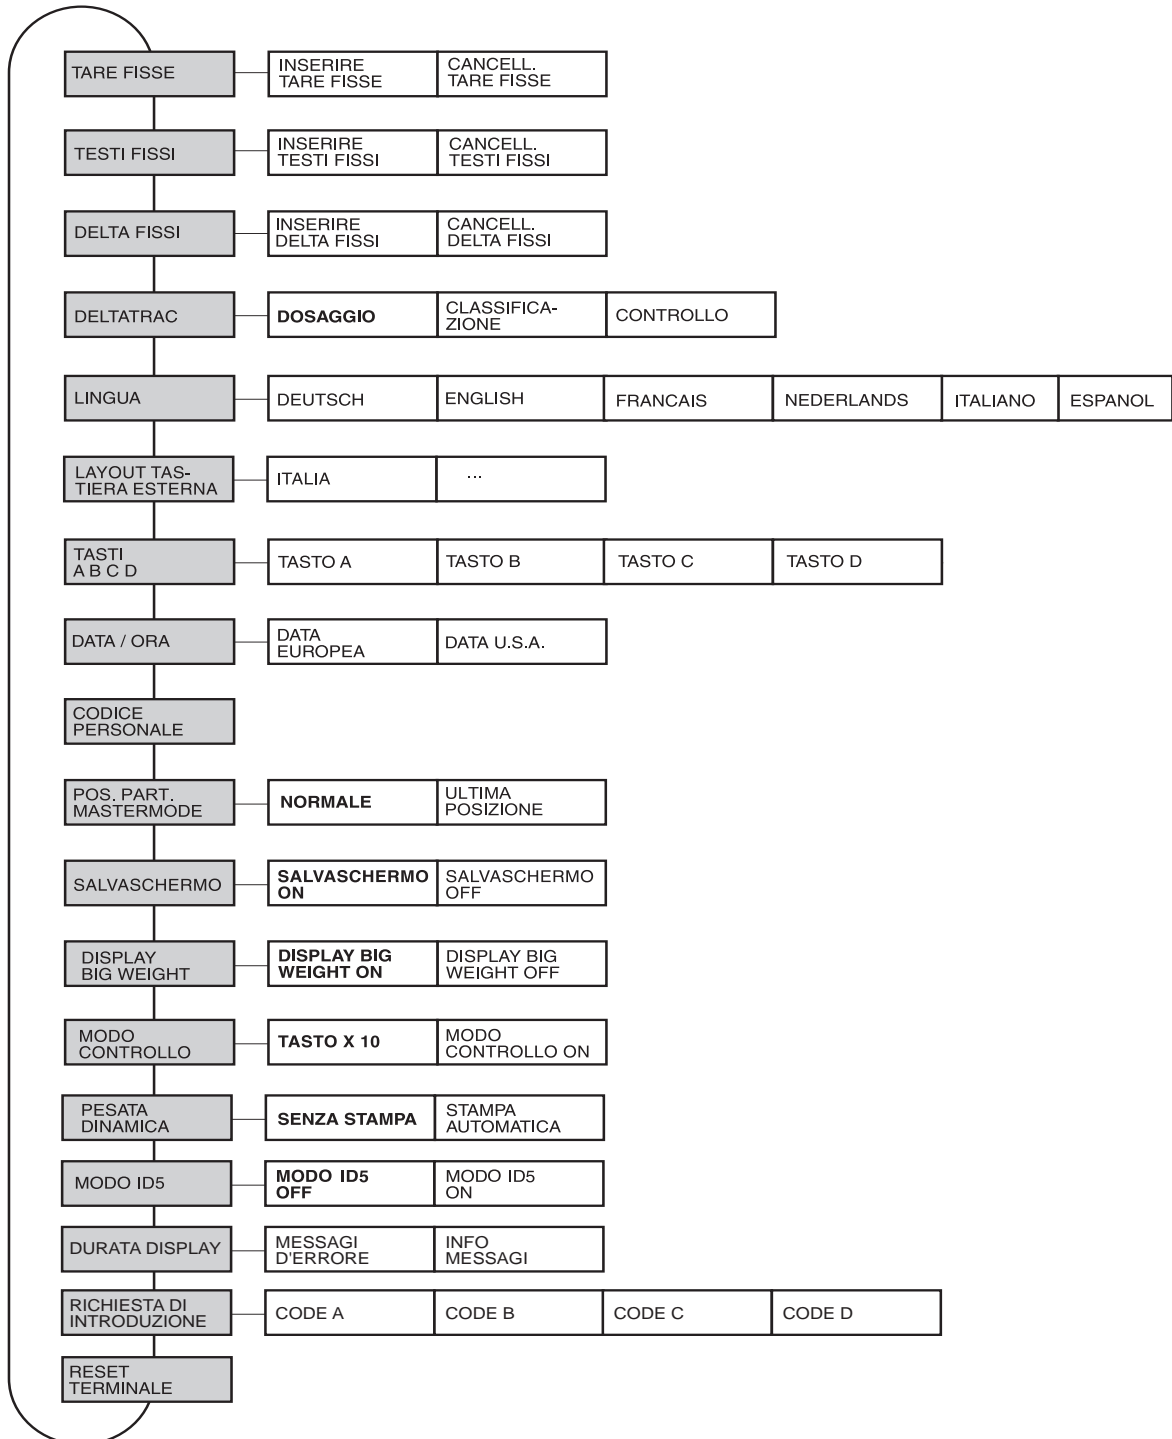 TARE FISSE
INSERIRE
TARE FISSE
CANCELL.
TARE FISSE
TESTI FISSI
INSERIRE
TESTI FISSI
CANCELL.
TESTI FISSI
DELTA FISSI
INSERIRE
DELTA FISSI
CANCELL.
DELTA FISSI
DELTATRAC
DOSAGGIO
CLASSIFICA-
ZIONE
CONTROLLO
LINGUA
DEUTSCH
ENGLISH
FRANCAIS
NEDERLANDS
ITALIANO
ESPANOL
LAYOUT TAS-
TIERA ESTERNA
ITALIA
...
TASTI
A B C D
TASTO A
TASTO B
TASTO C
TASTO D
DATA / ORA
DATA
EUROPEA
DATA U.S.A.
CODICE
PERSONALE
POS. PART.
MASTERMODE
NORMALE
ULTIMA
POSIZIONE
SALVASCHERMO
SALVASCHERMO
ON
SALVASCHERMO
OFF
DISPLAY
BIG WEIGHT
DISPLAY BIG
WEIGHT ON
DISPLAY BIG
WEIGHT OFF
MODO
CONTROLLO
TASTO X 10
MODO
CONTROLLO ON
PESATA
DINAMICA
SENZA STAMPA
STAMPA
AUTOMATICA
MODO ID5
MODO ID5
OFF
MODO ID5
ON
DURATA DISPLAY
MESSAGI
D'ERRORE
INFO
MESSAGI
RICHIESTA DI
INTRODUZIONE
CODE A
CODE B
CODE C
CODE D
RESET
TERMINALE